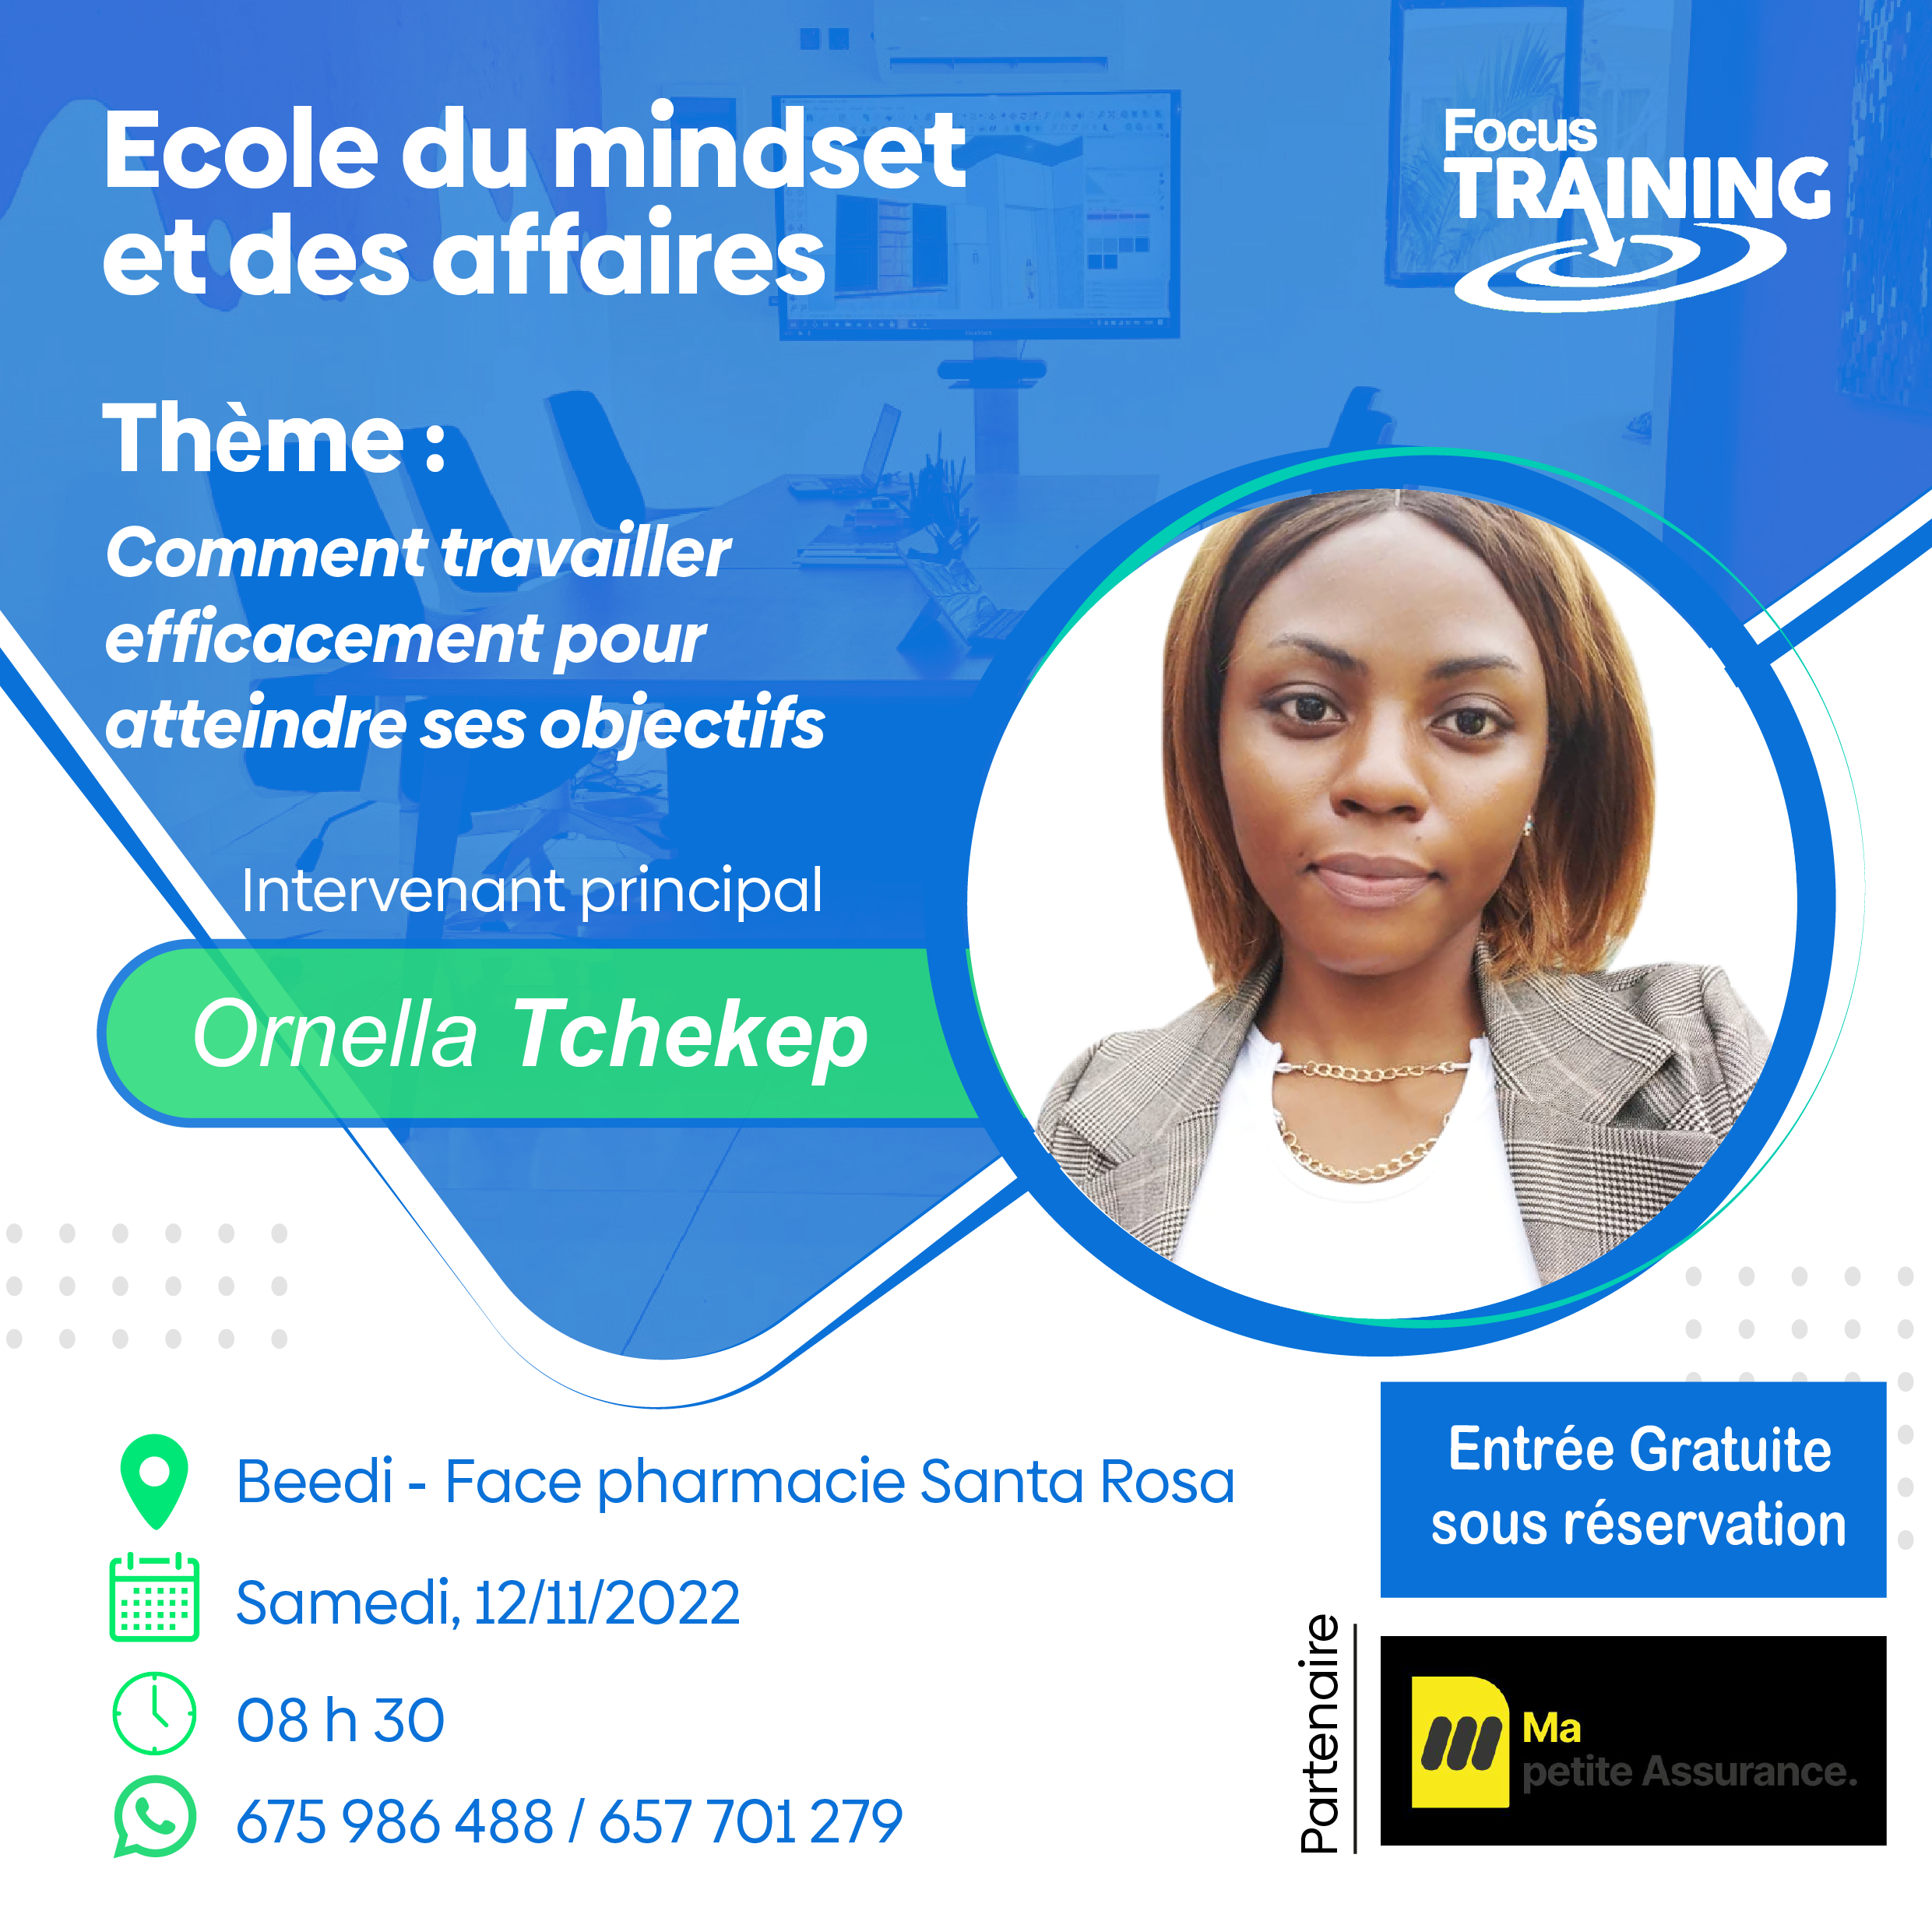 Ecole du mindset
et des affaires
Focus
TRAINING
Thème :
Comment travailler
efficacement pour
atteindre ses objectifs
Intervenant principal
Ornella Tchekep
Beedi - Face pharmacie Santa Rosa
Samedi, 12/11/2022
08 h 30
675 986 488 / 657 701 279
Entrée Gratuite
sous réservation
Partenaire
Ma
petite Assurance.